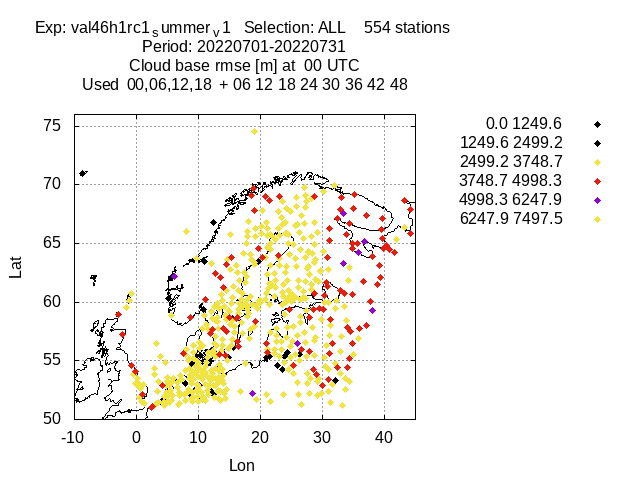 Exp: val46h1rc1summerv1 Selection: ALL 554 stations
Period: 20220701-20220731
Cloud base rmse [m] at 00 UTC
Used 00,06,12,18 + 06 12 18 24 30 36 42 48
0.0 1249.6
1249.6 2499.2
2499.2 3748.7
3748.7 4998.3
4998.3 6247.9
6247.9 7497.5
75
70
65
60
55
50
Lat
-10 0 10 20 30 40
Lon